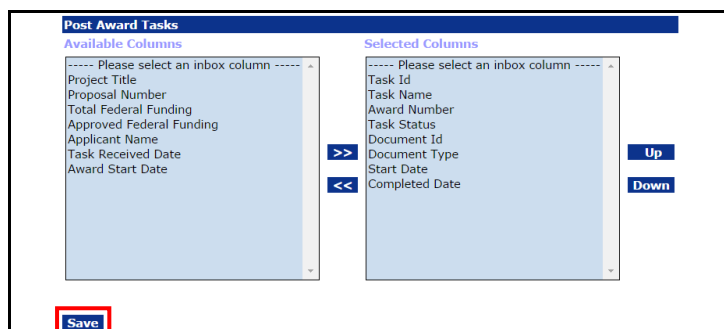 Post Award Tasks
Available Columns
Selected Columns
----- Please select an inbox column -----
Project Title
Proposal Number
Total Federal Funding
Approved Federal Funding
Applicant Name
Task Received Date
Award Start Date
>>
<<
----- Please select an inbox column -----
Task Id
Task Name
Award Number
Task Status
Document Id
Document Type
Start Date
Completed Date
Up
Down
Save